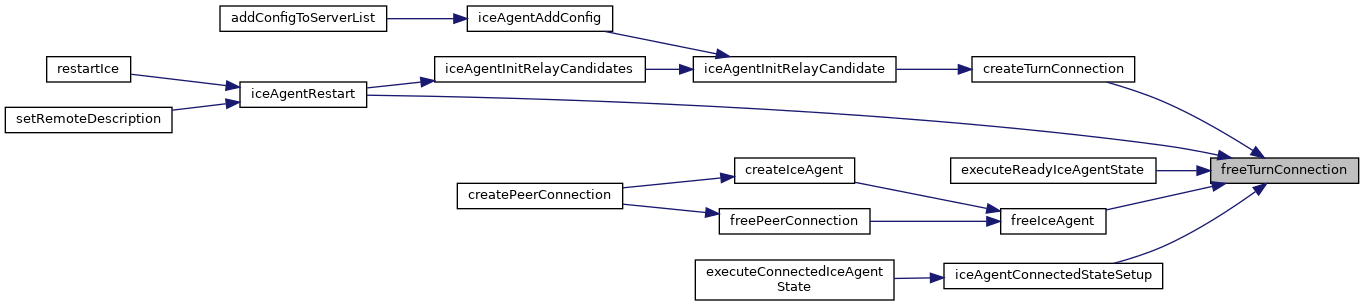 addConfigToServerList
iceAgentAddConfig
restartIce
iceAgentInitRelayCandidates
iceAgentInitRelayCandidate
createTurnConnection
iceAgentRestart
setRemoteDescription
createIceAgent
executeReadyIceAgentState
freeTurnConnection
createPeerConnection
freePeerConnection
freeIceAgent
executeConnectedIceAgent
State
iceAgentConnectedStateSetup